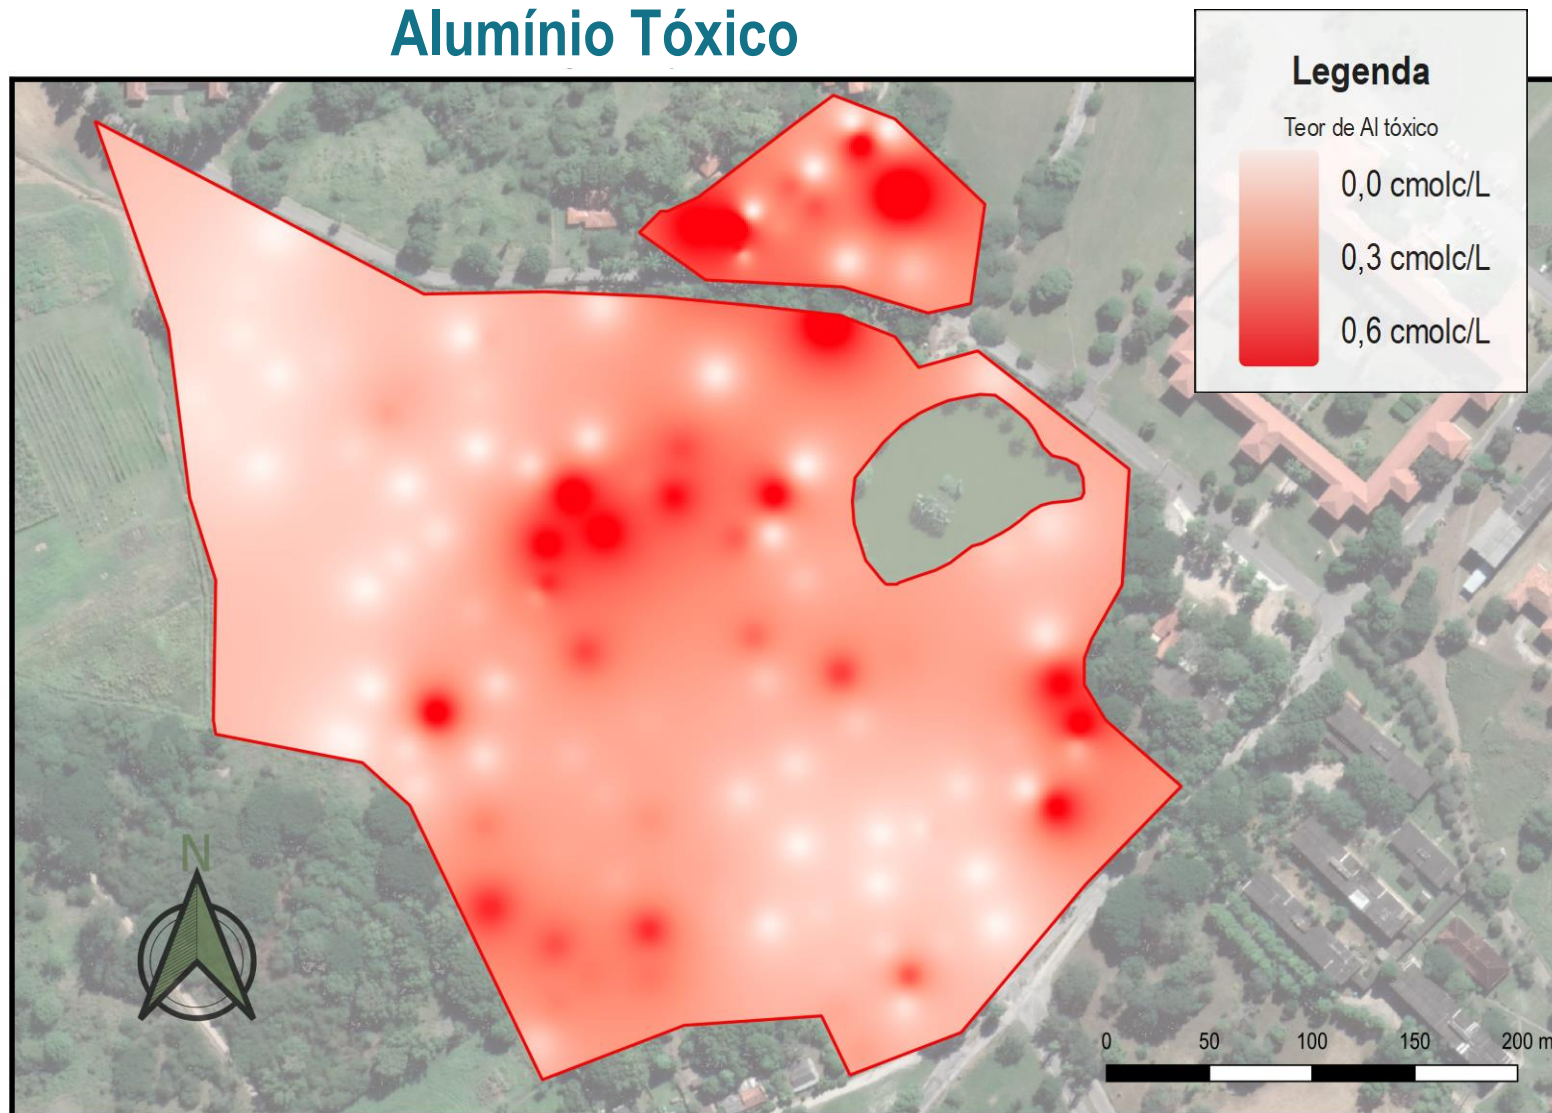 Alumínio Tóxico
Legenda
Teor de Al tóxico
0,0 cmolc/L
0,3 cmolc/L
0,6 cmolc/L
N
0 50 100 150 200 m